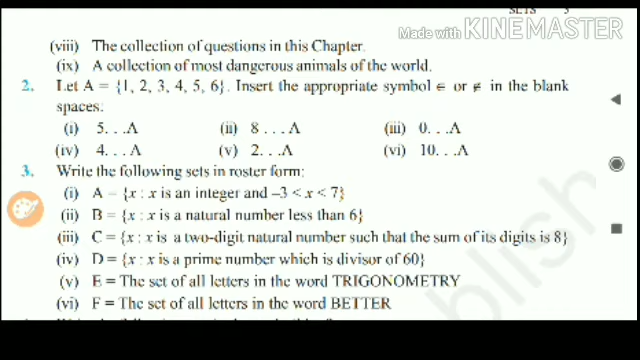 SETS 5
Made with KINEMASTER
(viii) The collection of questions in this Chapter.
(ix) A collection of most dangerous animals of the world.
2. Let A = {1, 2, 3, 4, 5, 6}. Insert the appropriate symbol ∈ or ∉ in the blank
spaces:
(i) 5. . .A (ii) 8 . . .A (iii) 0. . .A
(iv) 4. . .A (v) 2. . .A (vi) 10. . .A
3. Write the following sets in roster form:
(i) A = {x : x is an integer and –3 < x < 7}
(ii) B = {x : x is a natural number less than 6}
(iii) C = {x : x is a two-digit natural number such that the sum of its digits is 8}
(iv) D = {x : x is a prime number which is divisor of 60}
(v) E = The set of all letters in the word TRIGONOMETRY
(vi) F = The set of all letters in the word BETTER